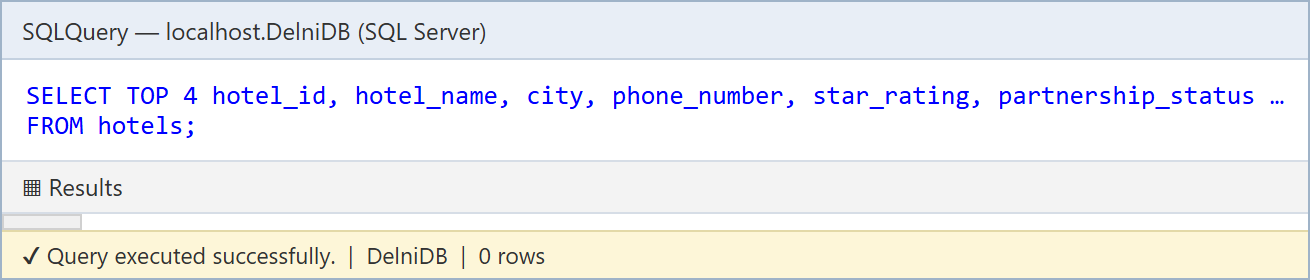 SQLQuery — localhost.DelniDB (SQL Server)
SELECT TOP 4 hotel_id, hotel_name, city, phone_number, star_rating, partnership_status …
FROM hotels;
▦ Results
✔ Query executed successfully. | DelniDB | 0 rows